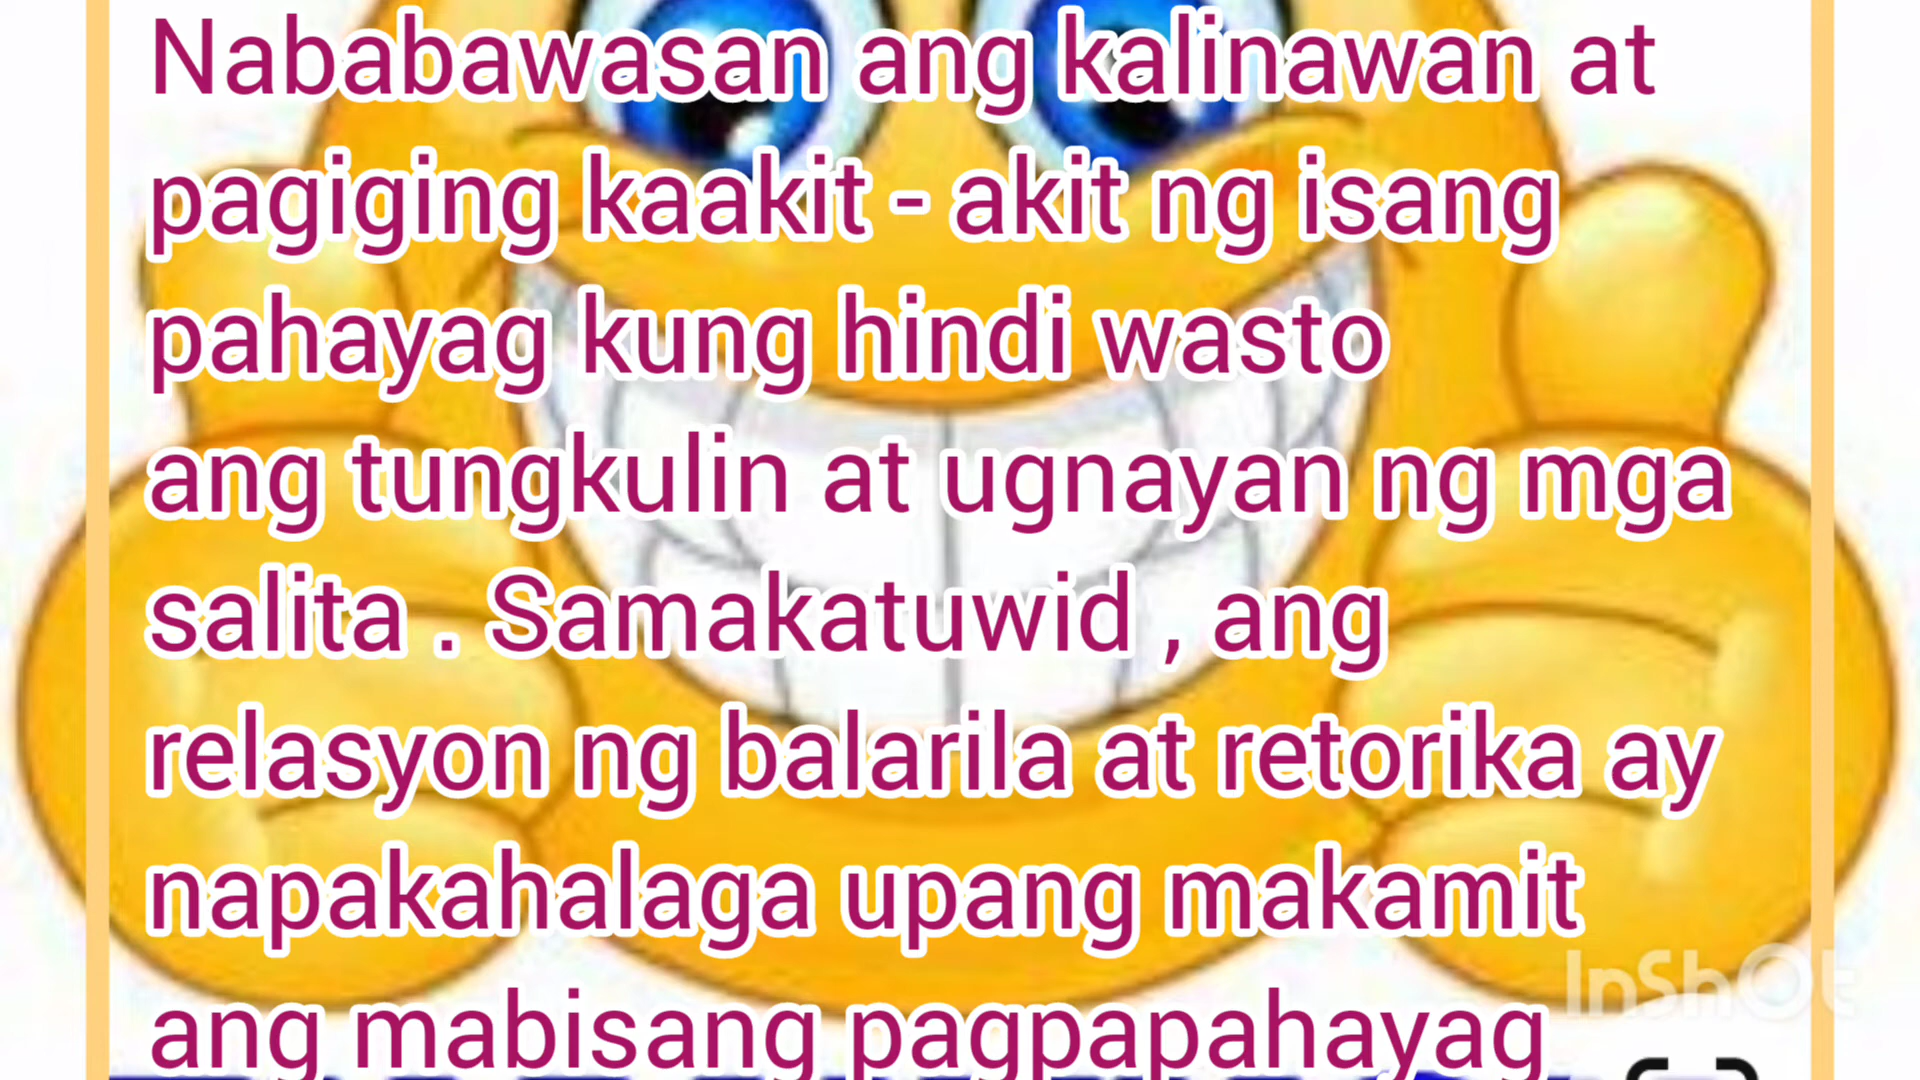 Nababawasan ang kalinawan at
pagiging kaakit - akit ng isang
pahayag kung hindi wasto
ang tungkulin at ugnayan ng mga
salita . Samakatuwid , ang
relasyon ng balarila at retorika ay
napakahalaga upang makamit
ang mabisang pagpapahayag
InShOt